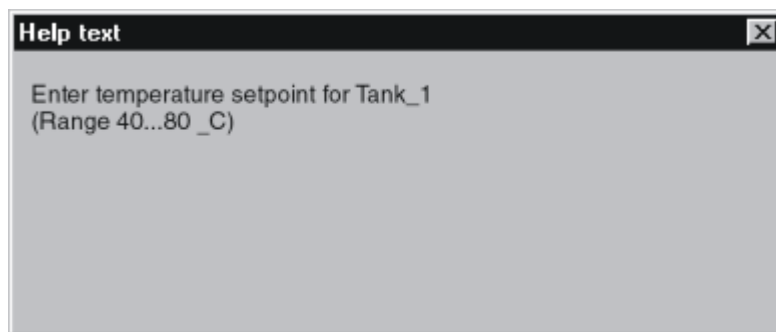 Help text
Enter temperature setpoint for Tank_1
(Range 40...80 _C)